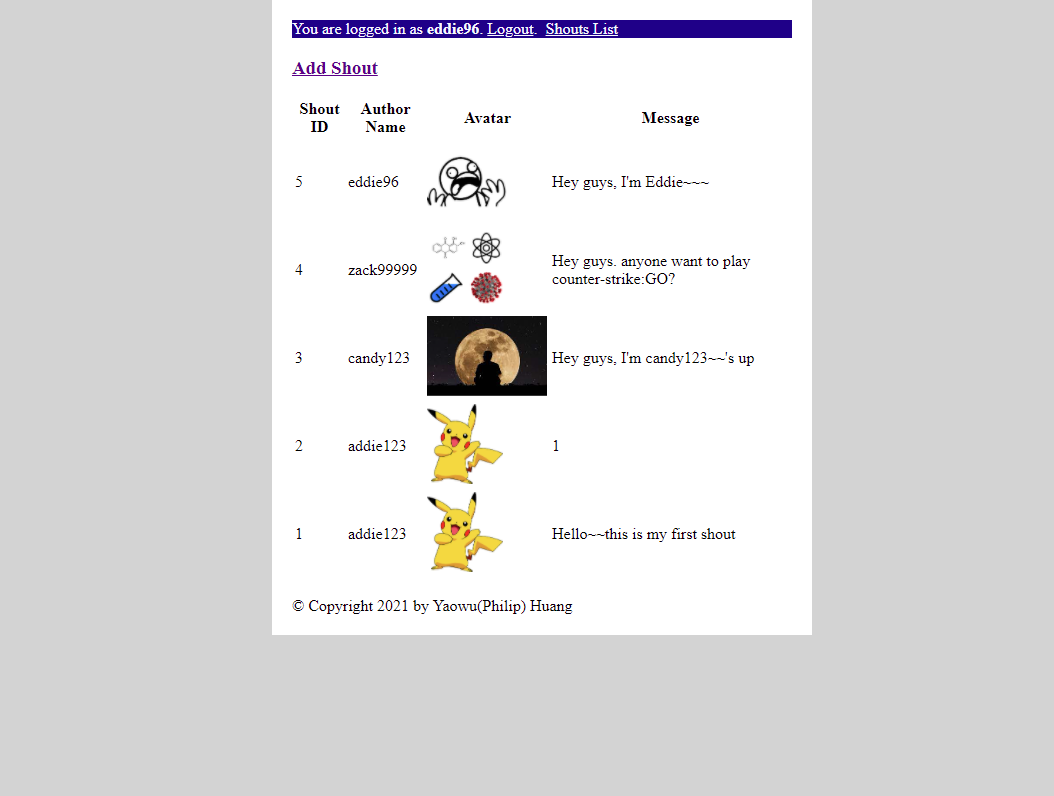 You are logged in as eddie96. Logout.  Shouts List
Add Shout
Shout ID Author Name Avatar Message
5 eddie96 Hey guys, I'm Eddie~~~
4 zack99999 Hey guys. anyone want to play
counter-strike:GO?
3 candy123 Hey guys, I'm candy123~~'s up
2 addie123 1
1 addie123 Hello~~this is my first shout
© Copyright 2021 by Yaowu(Philip) Huang